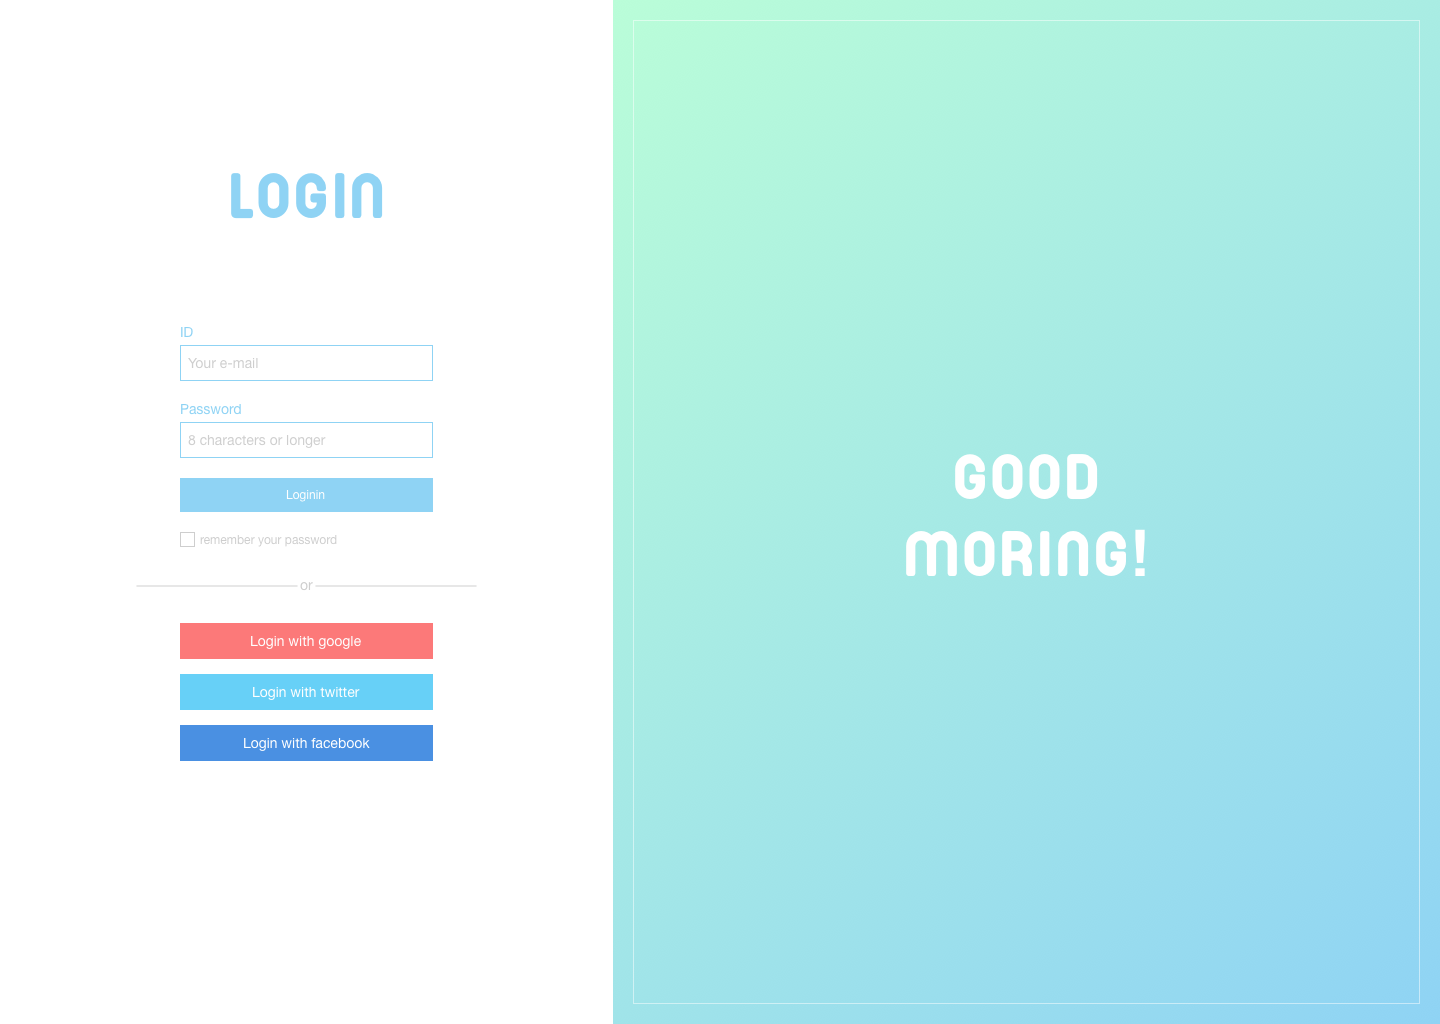 LOGIN
ID
Your e-mail
Password
8 characters or longer
Loginin
remember your password
or
Login with google
Login with twitter
Login with facebook
GOOD
MORING!